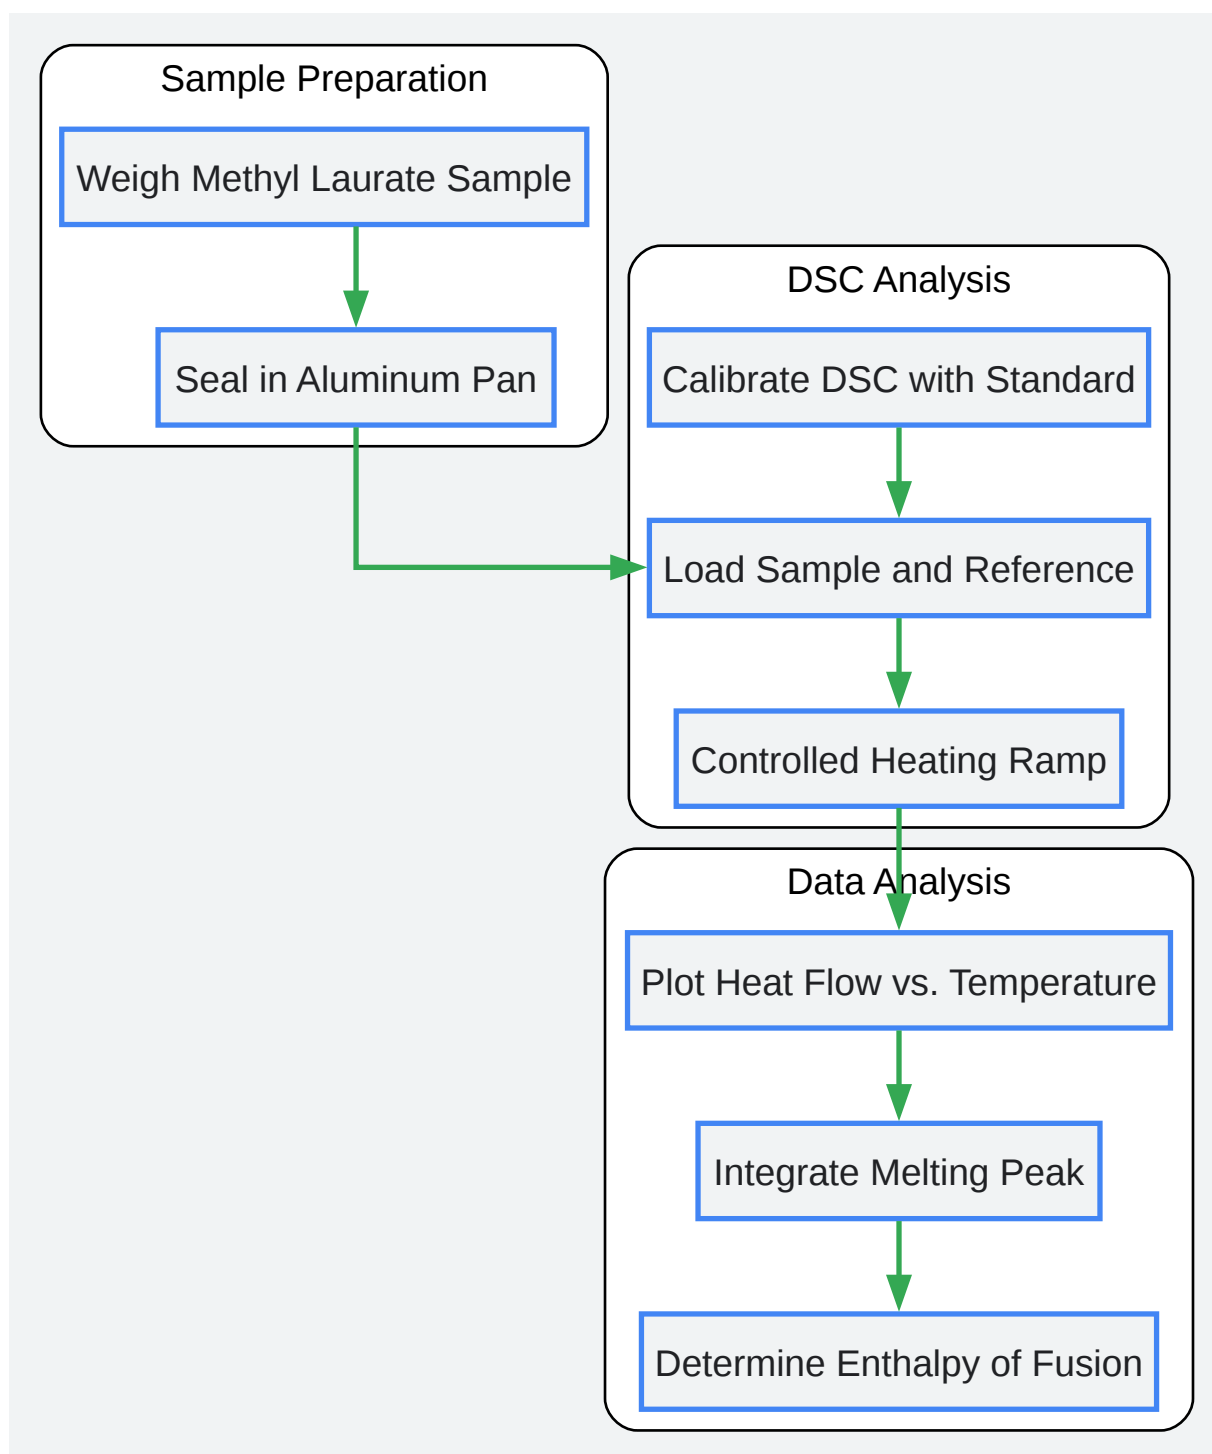 Sample Preparation
Weigh Methyl Laurate Sample
Seal in Aluminum Pan
DSC Analysis
Calibrate DSC with Standard
Load Sample and Reference
Controlled Heating Ramp
Data Analysis
Plot Heat Flow vs. Temperature
Integrate Melting Peak
Determine Enthalpy of Fusion